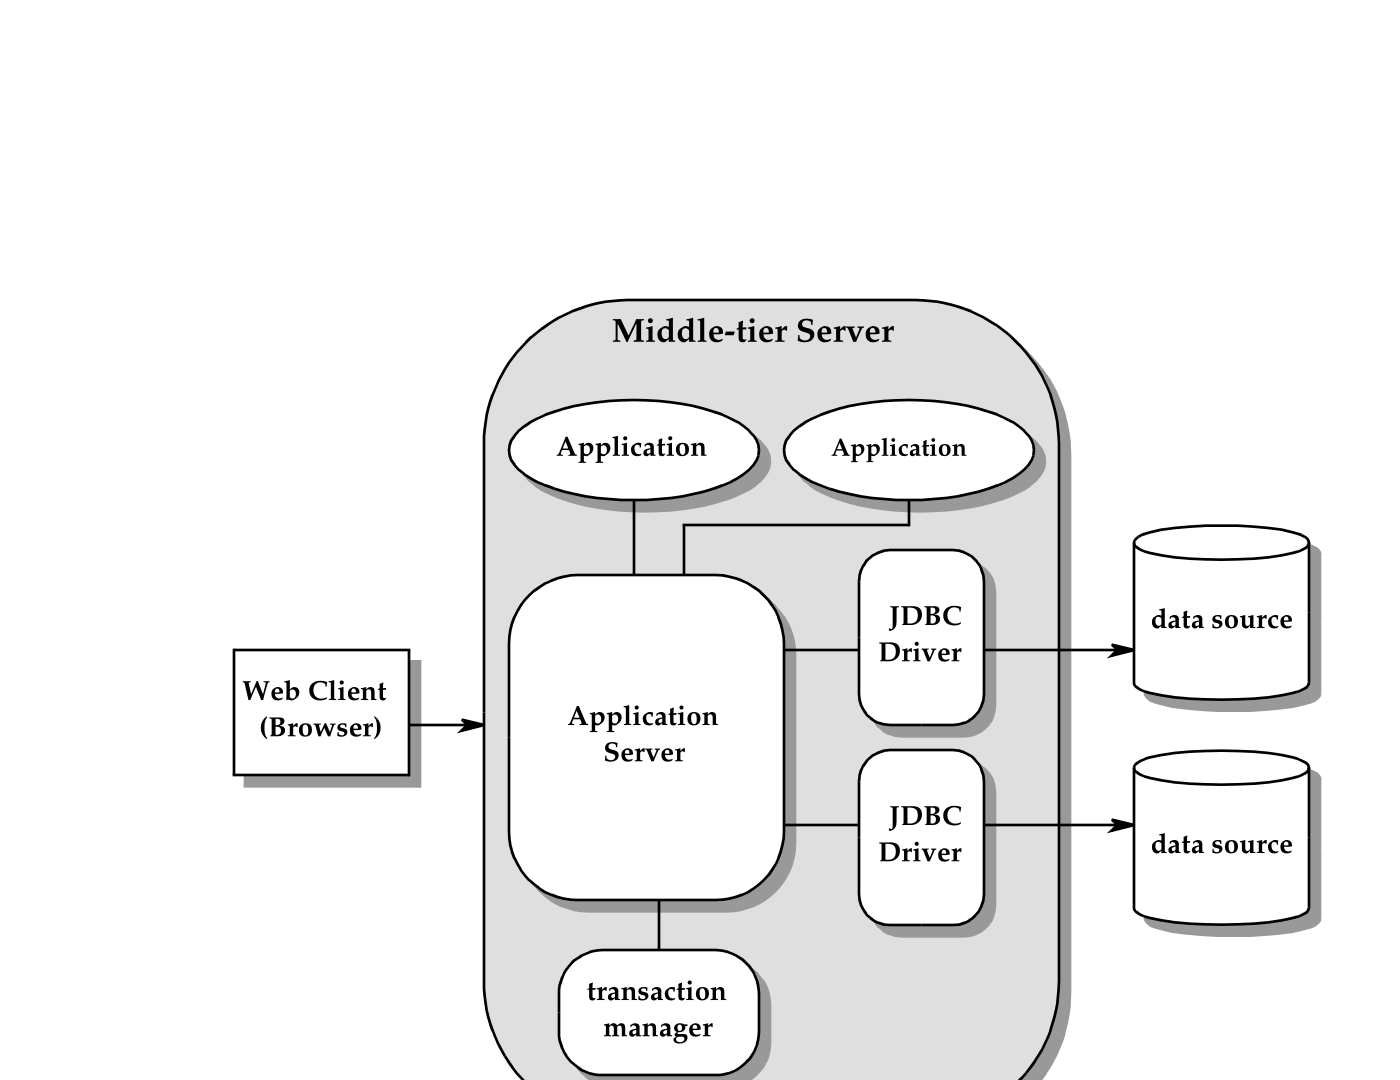 Middle-tier Server
Application
Application
JDBC
Driver
data source
Web Client
(Browser)
Application
Server
JDBC
Driver
data source
transaction
manager